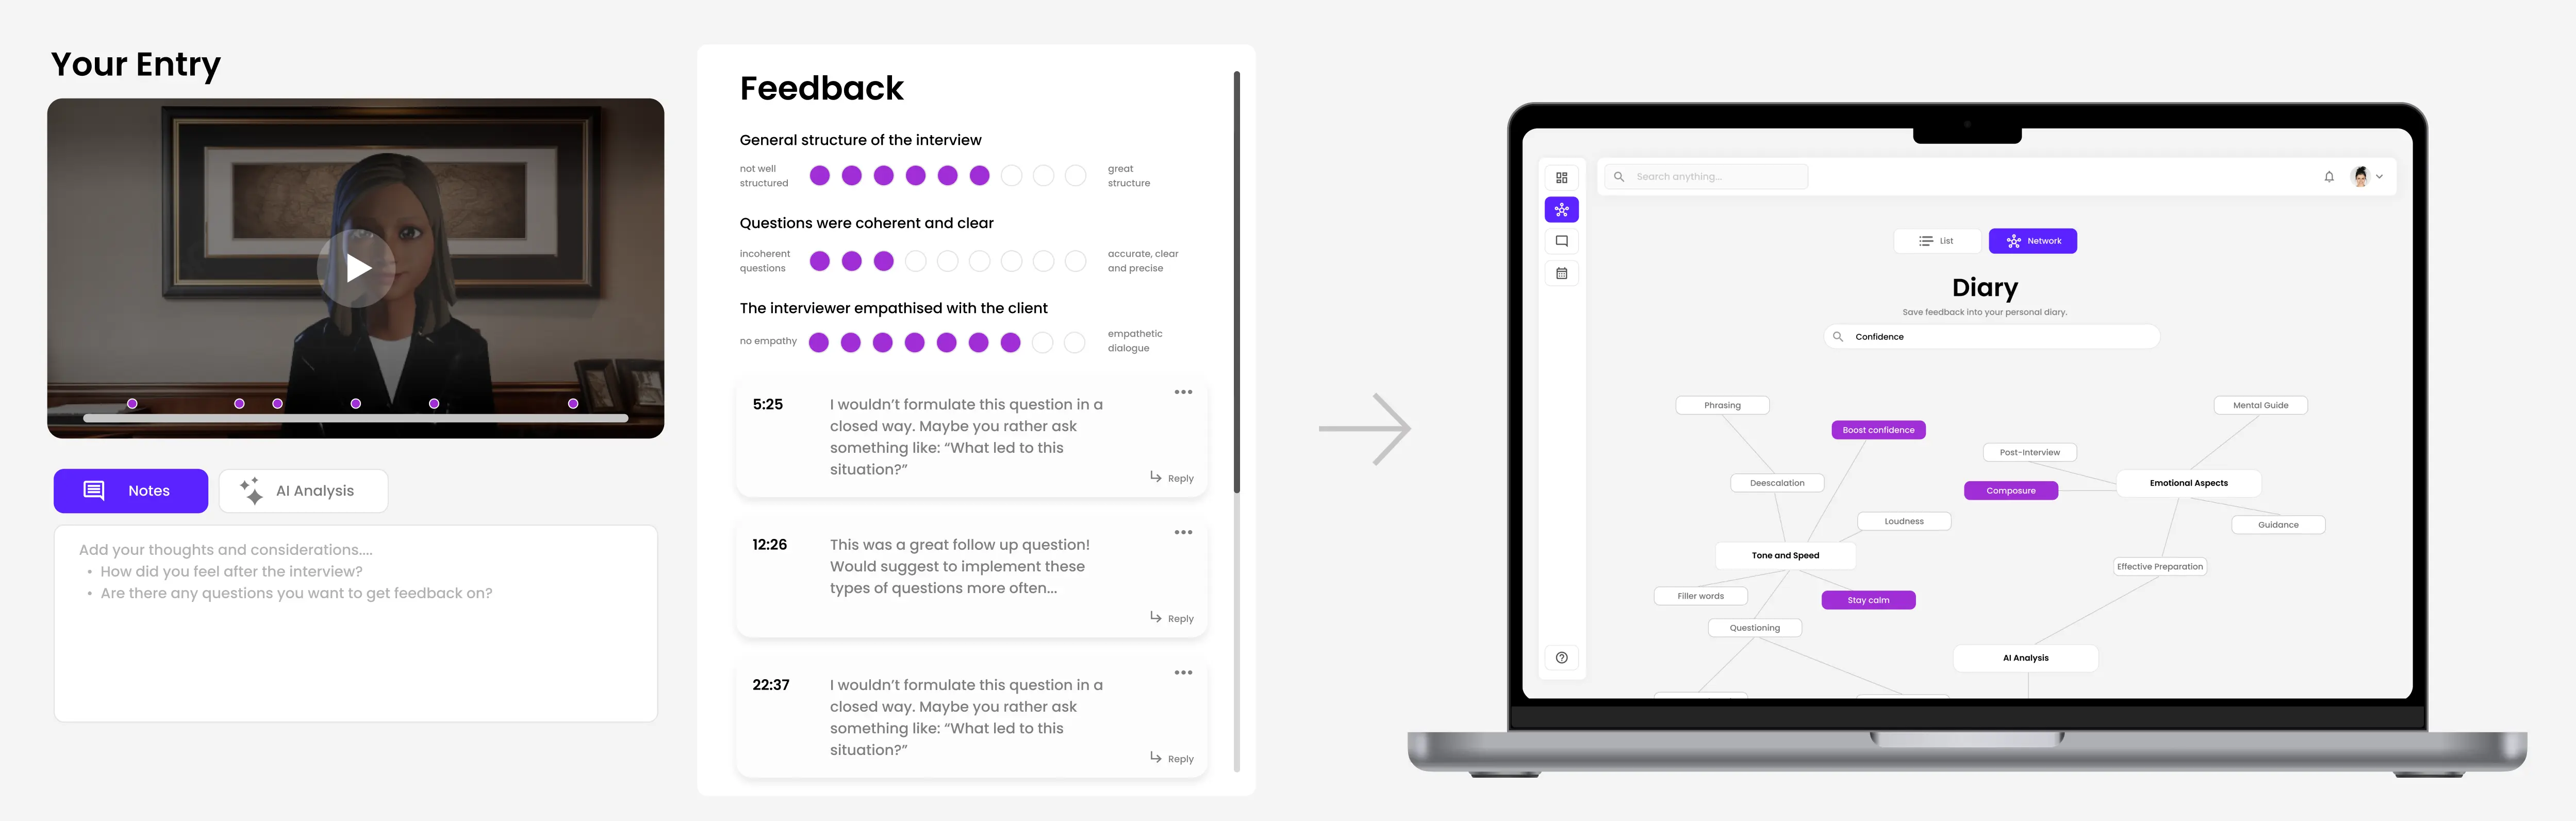 Your Entry
Notes
AI Analysis
Add your thoughts and considerations....
• How did you feel after the interview?
• Are there any questions you want to get feedback on?
Feedback
General structure of the interview
not well
structured
great
structure
Questions were coherent and clear
incoherent
questions
accurate, clear
and precise
The interviewer empathised with the client
no empathy
empathetic
dialogue
5:25
I wouldn’t formulate this question in a
closed way. Maybe you rather ask
something like: “What led to this
situation?”
Reply
12:26
This was a great follow up question!
Would suggest to implement these
types of questions more often...
Reply
22:37
I wouldn’t formulate this question in a
closed way. Maybe you rather ask
something like: “What led to this
situation?”
Reply
Search anything...
List
Network
Diary
Save feedback into your personal diary.
Confidence
Phrasing
Mental Guide
Boost confidence
Post-Interview
Deescalation
Composure
Emotional Aspects
Loudness
Guidance
Tone and Speed
Effective Preparation
Filler words
Stay calm
Questioning
AI Analysis